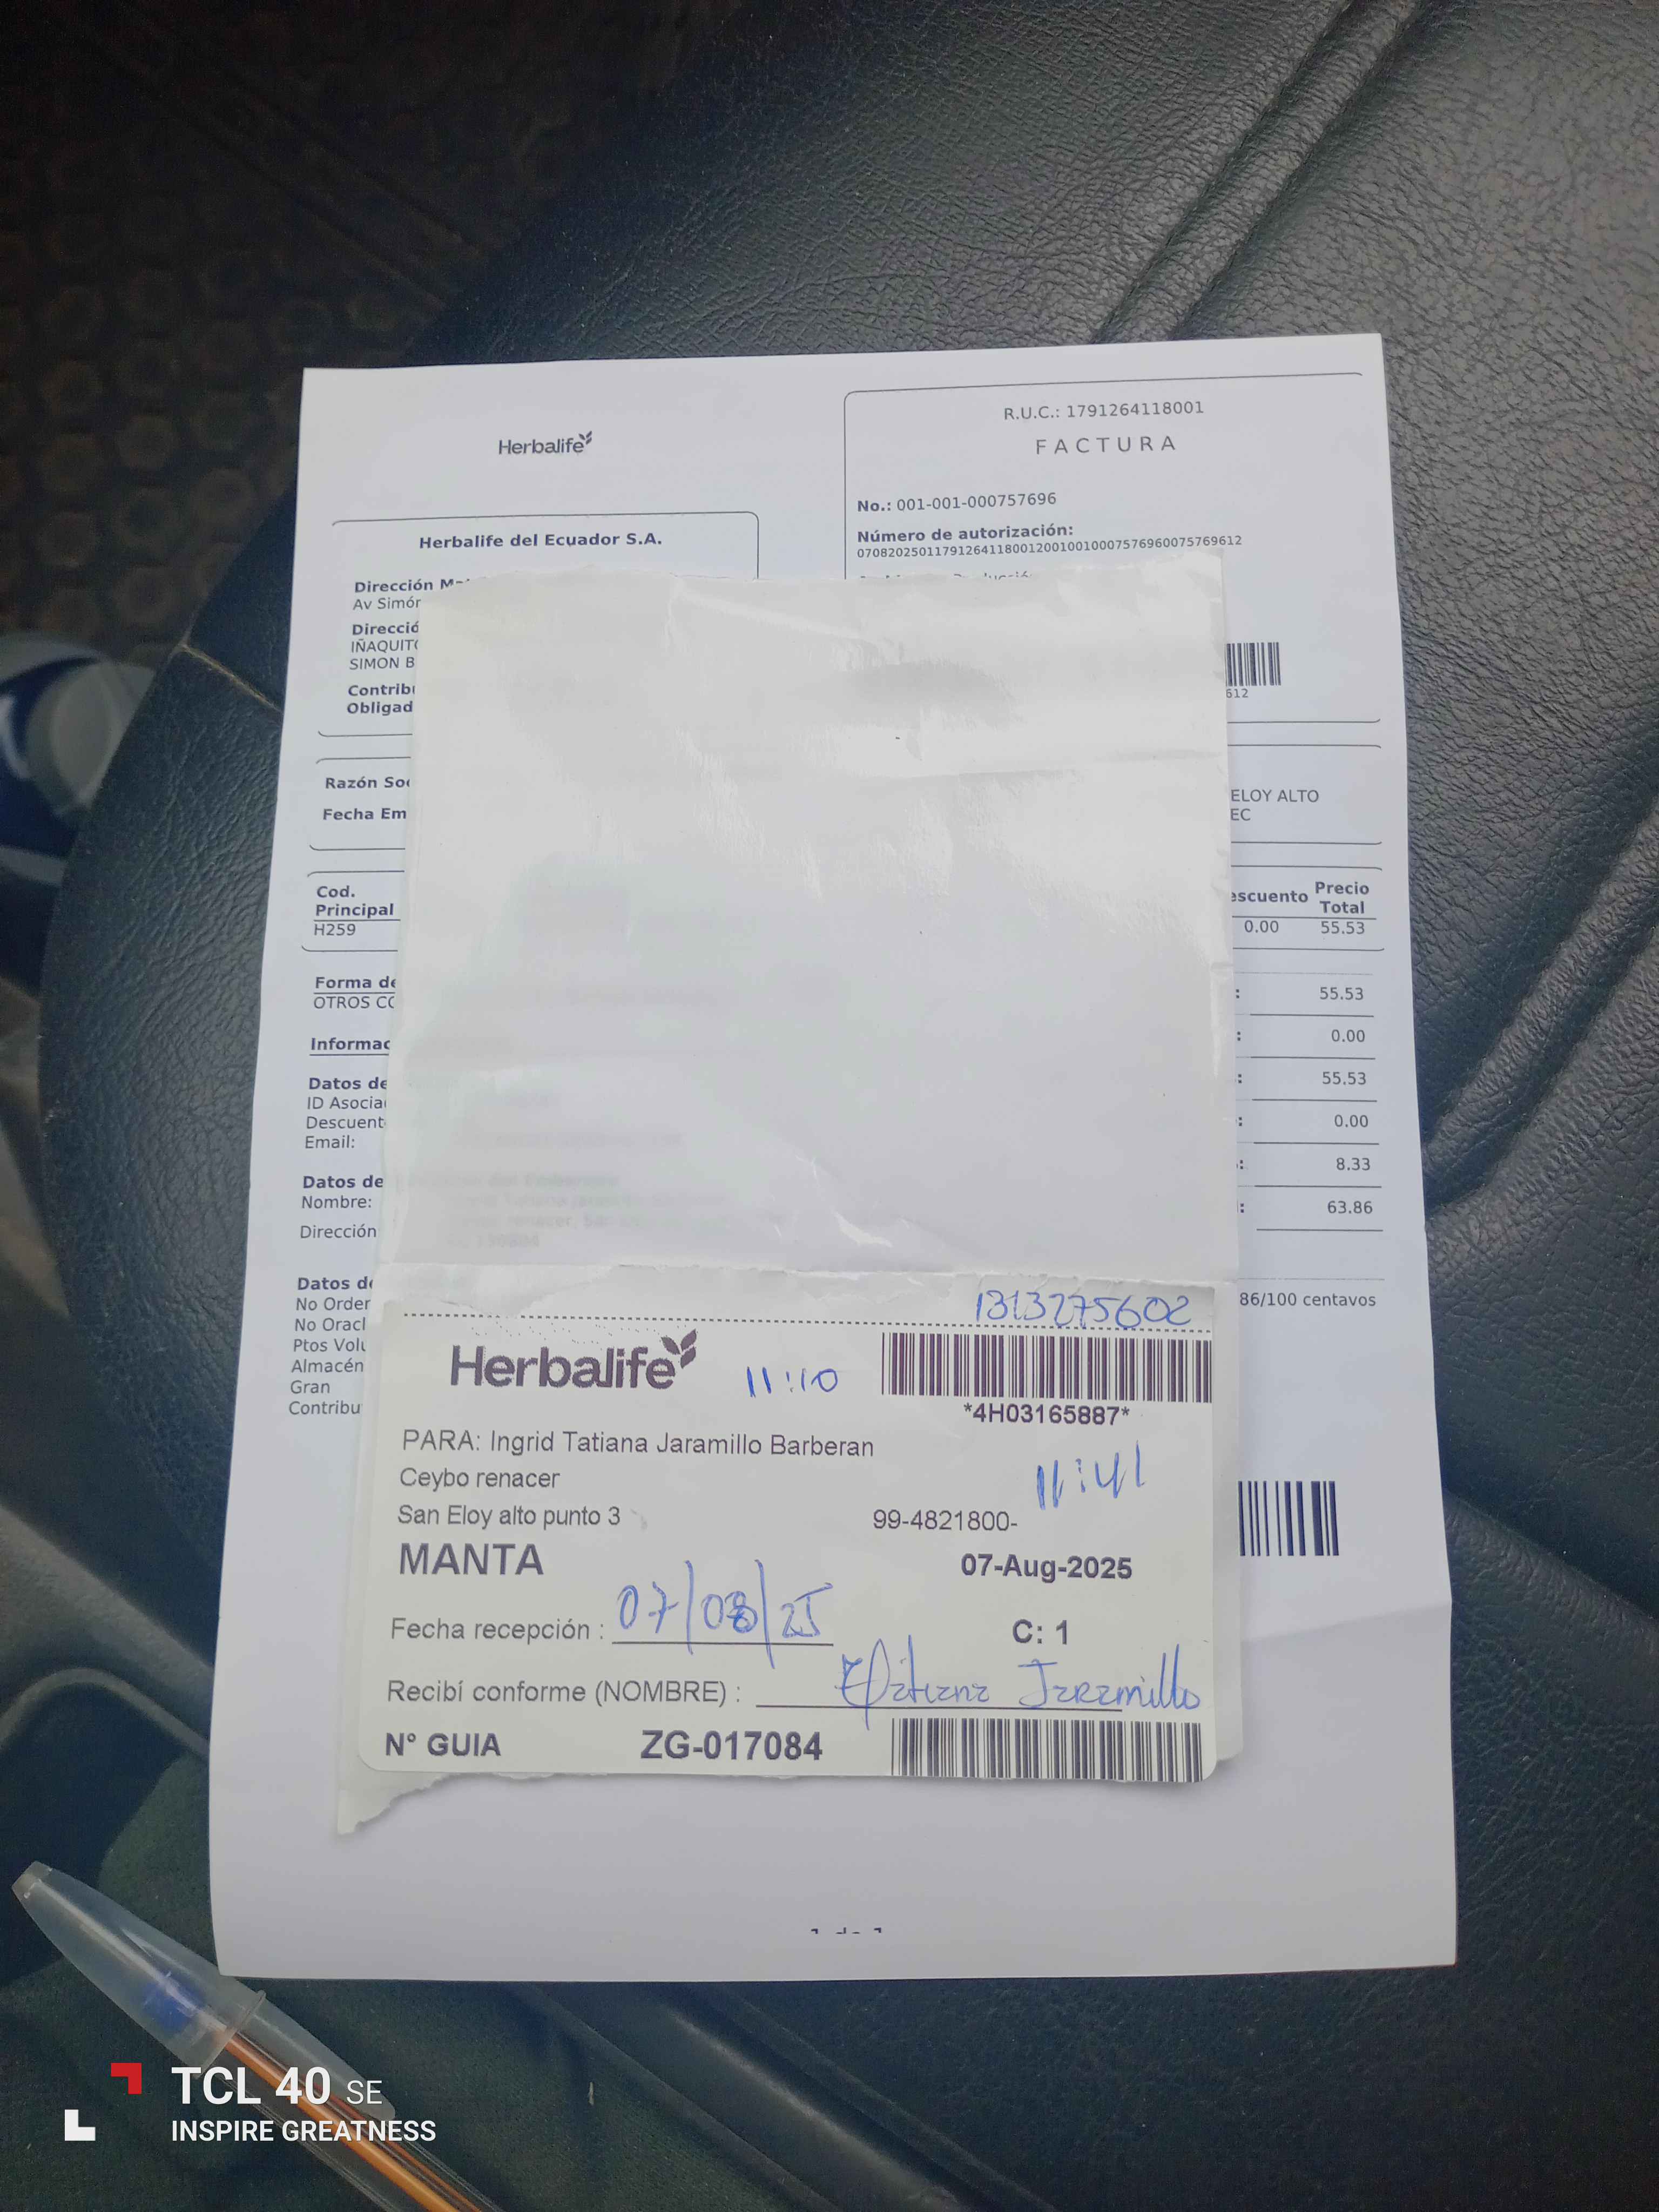 R.U.C.: 1791264118001
Herbalife
FACTURA
No.: 001-001-000757696
Número de autorización:
0708202501179126411800120010010007576960075769612
Herbalife del Ecuador S.A.
Dirección
Av Simón
IÑAQUITO
SIMON B
Contribu
Obligad
612
Razón Soc
Fecha Em
ELOY ALTO
EC
Cod.
Principal
escuento
Precio
Total
H259
0.00 55.53
Forma de
OTROS CO
: 55.53
: 0.00
Informac
: 55.53
Datos de
ID Asocia
Descuent
Email:
: 0.00
: 8.33
Datos de
Nombre:
: 63.86
Dirección
Datos de
No Order
No Oracl
Ptos Volu
Almacén
Gran
Contribu
86/100 centavos
1313275602
Herbalife
11:10
*4H03165887*
PARA: Ingrid Tatiana Jaramillo Barberan
Ceybo renacer
11:41
San Eloy alto punto 3
99-4821800-
MANTA
07-Aug-2025
Fecha recepción : 07/08/25
C: 1
Recibí conforme (NOMBRE) : Tatiana Jaramillo
N° GUIA ZG-017084
TCL 40 SE
INSPIRE GREATNESS